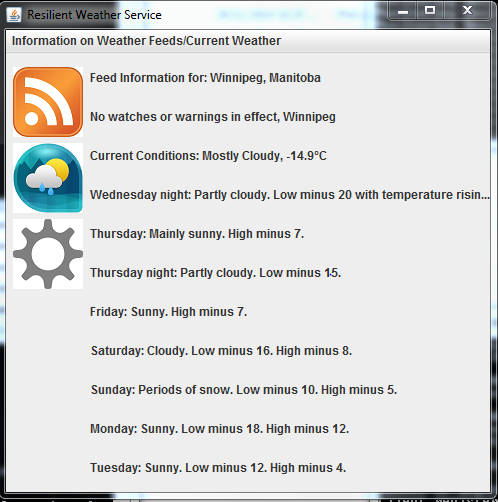 Resilient Weather Service
Information on Weather Feeds/Current Weather
Feed Information for: Winnipeg, Manitoba
No watches or warnings in effect, Winnipeg
Current Conditions: Mostly Cloudy, -14.9°C
Wednesday night: Partly cloudy. Low minus 20 with temperature risin...
Thursday: Mainly sunny. High minus 7.
Thursday night: Partly cloudy. Low minus 15.
Friday: Sunny. High minus 7.
Saturday: Cloudy. Low minus 16. High minus 8.
Sunday: Periods of snow. Low minus 10. High minus 5.
Monday: Sunny. Low minus 18. High minus 12.
Tuesday: Sunny. Low minus 12. High minus 4.